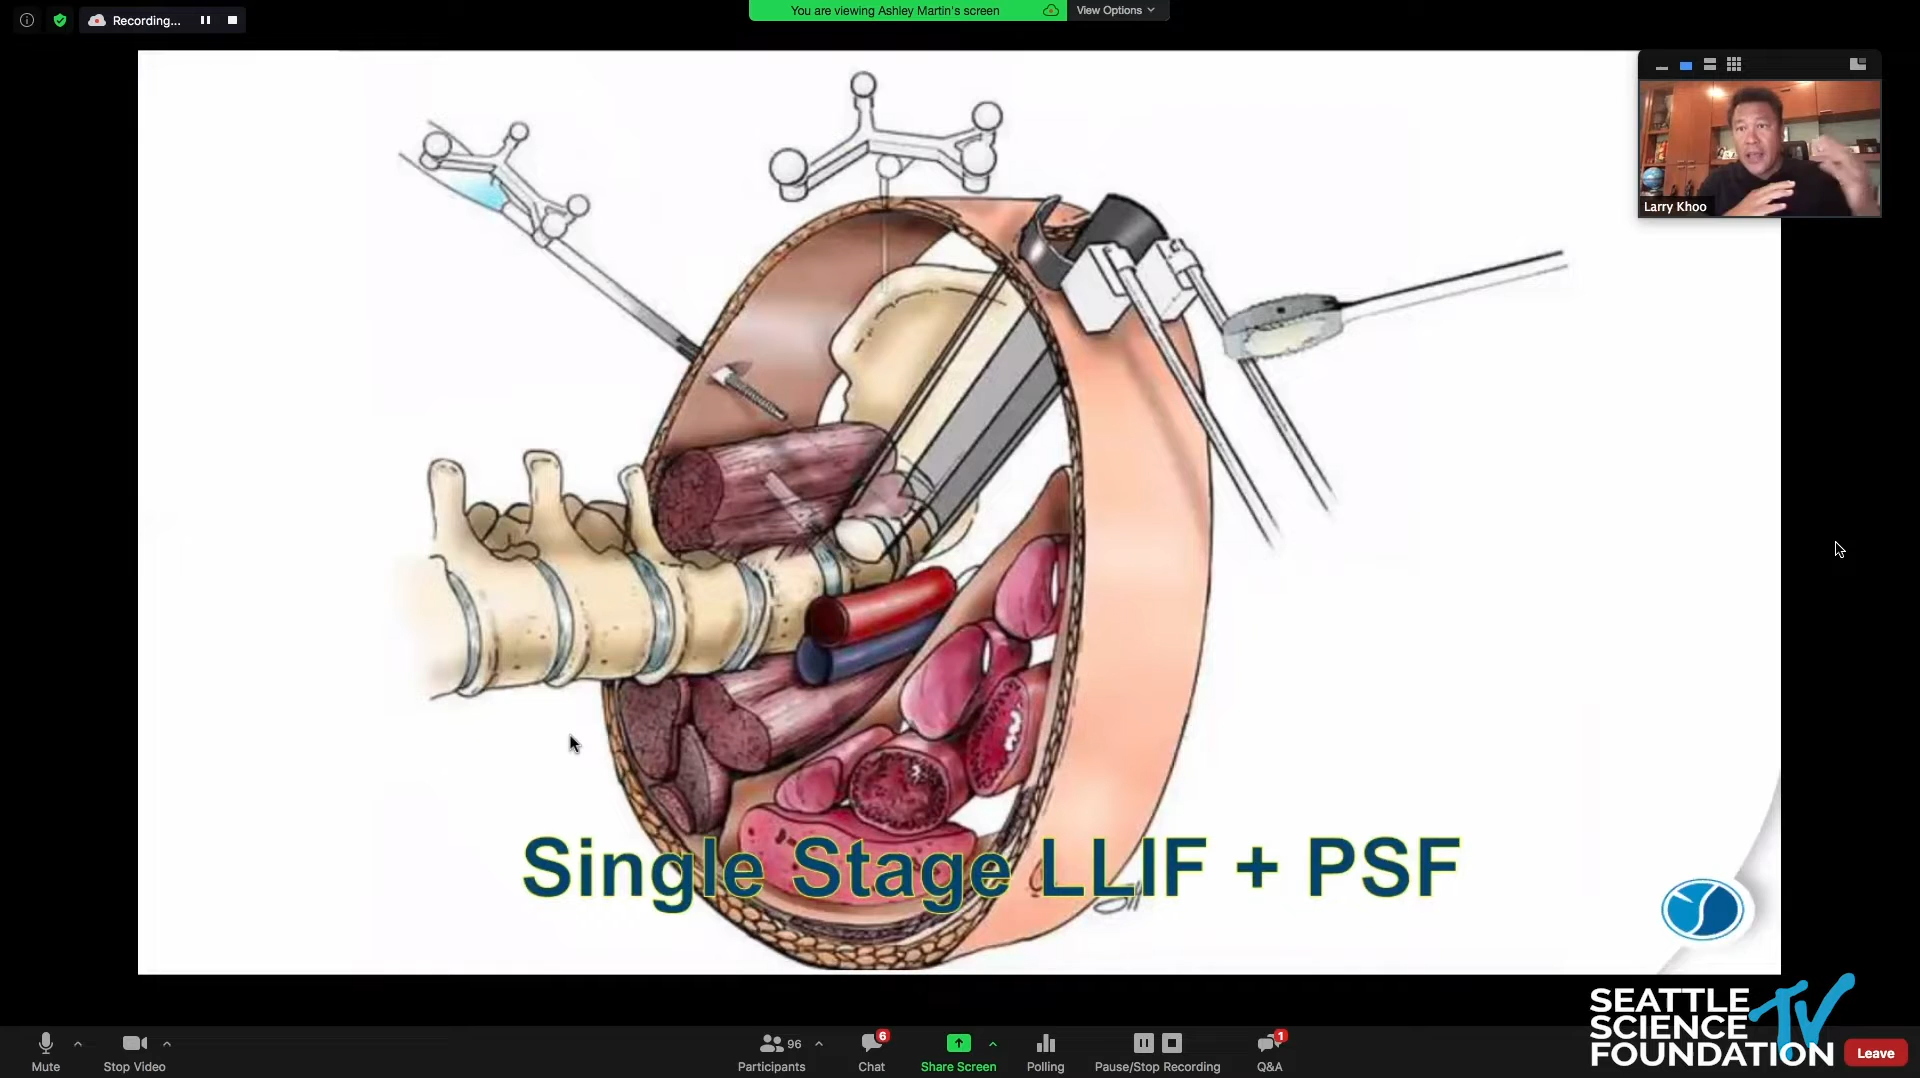 Recording...
You are viewing Ashley Martin's screen
View Options
Larry Khoo
Single Stage LLIF + PSF
SEATTLE
SCIENCE
FOUNDATION
TV
Mute
Stop Video
96
Participants
6
Chat
Share Screen
Polling
Pause/Stop Recording
1
Q&A
Leave